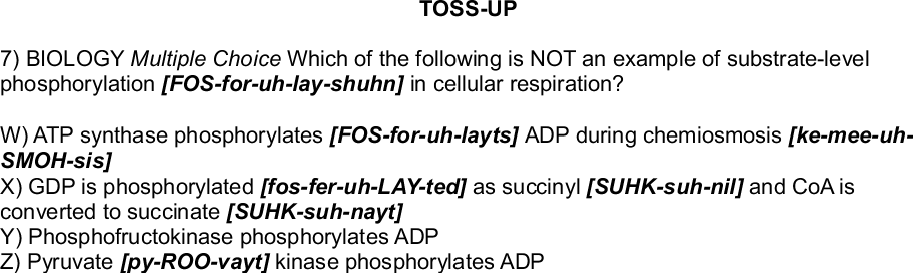 TOSS-UP
7) BIOLOGY Multiple Choice Which of the following is NOT an example of substrate-level
phosphorylation [FOS-for-uh-lay-shuhn] in cellular respiration?
W) ATP synthase phosphorylates [FOS-for-uh-layts] ADP during chemiosmosis [ke-mee-uh-
SMOH-sis]
X) GDP is phosphorylated [fos-fer-uh-LAY-ted] as succinyl [SUHK-suh-nil] and CoA is
converted to succinate [SUHK-suh-nayt]
Y) Phosphofructokinase phosphorylates ADP
Z) Pyruvate [py-ROO-vayt] kinase phosphorylates ADP